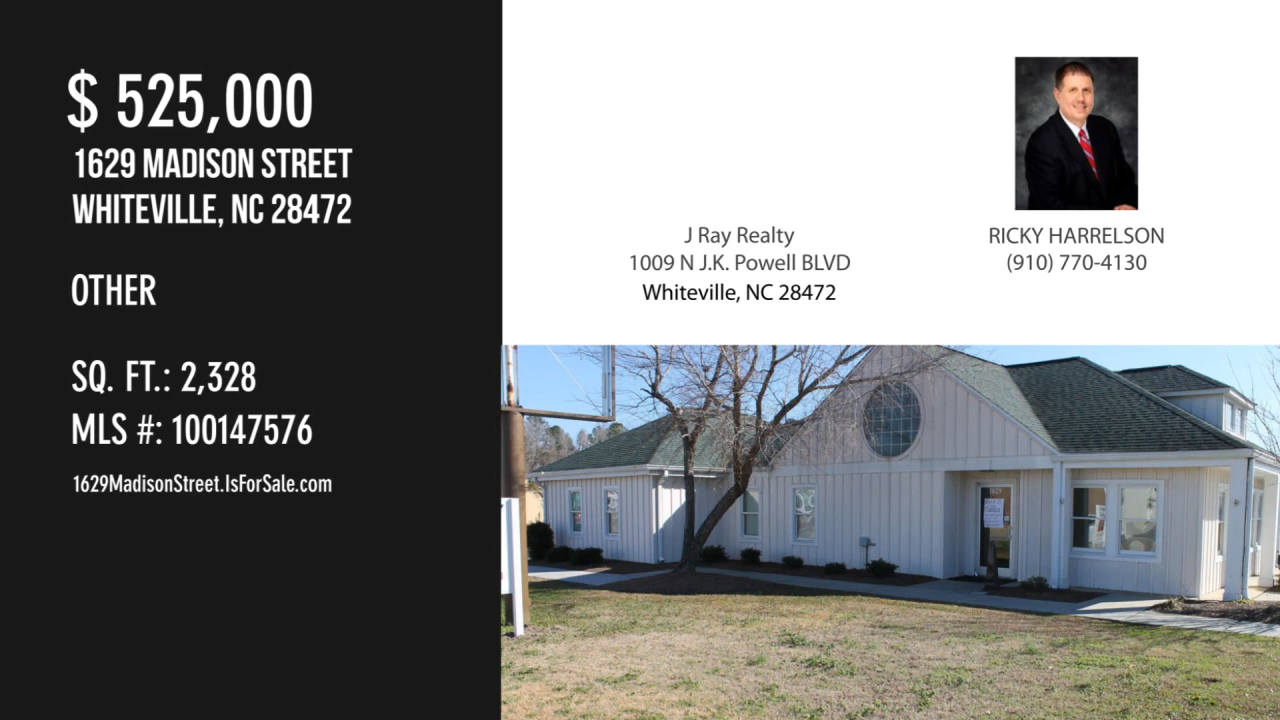 $ 525,000
1629 MADISON STREET
WHITEVILLE, NC 28472
OTHER
SQ. FT.: 2,328
MLS #: 100147576
1629MadisonStreet.IsForSale.com
J Ray Realty
1009 N J.K. Powell BLVD
Whiteville, NC 28472
RICKY HARRELSON
(910) 770-4130